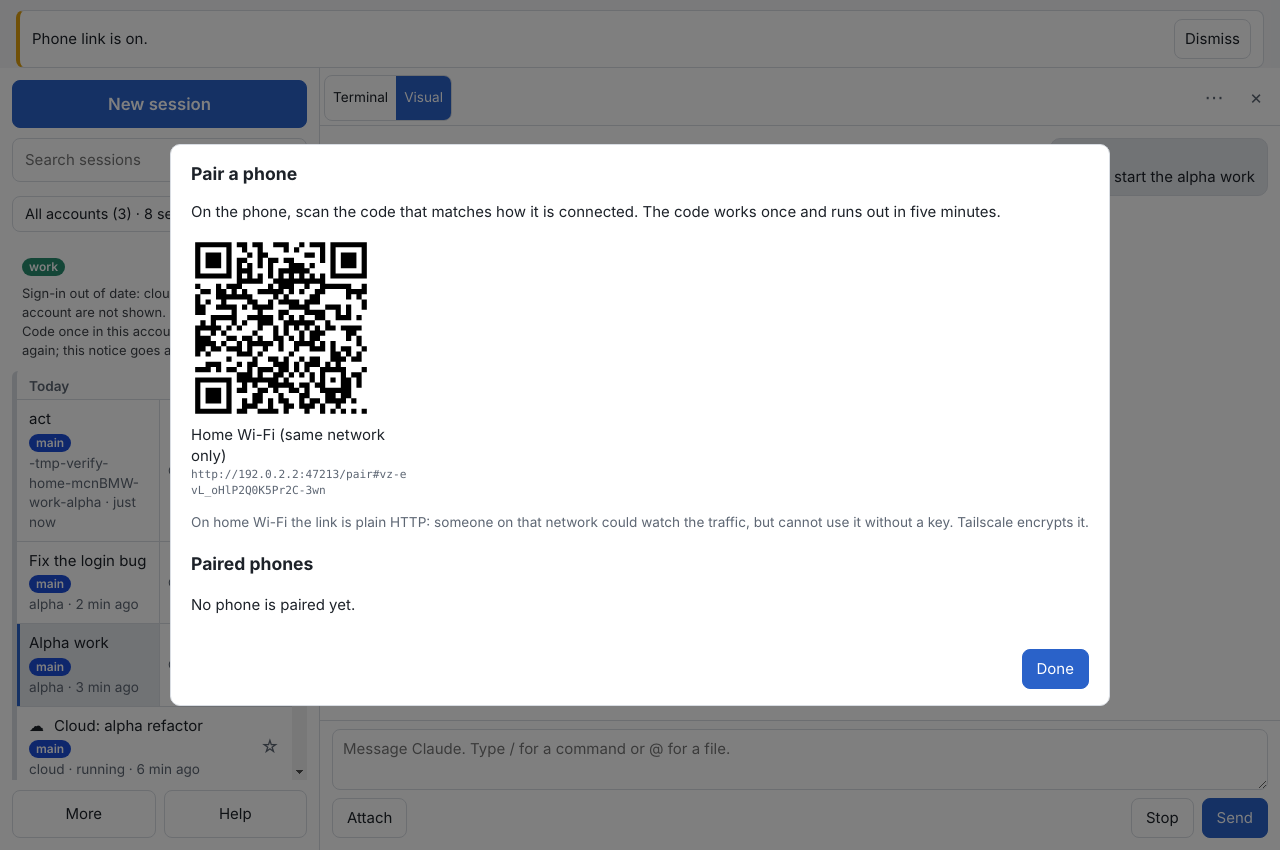 Phone link is on.
Dismiss
New session
Terminal
Visual
Search sessions
start the alpha work
All accounts (3) · 8 se
work
Sign-in out of date: clou
account are not shown.
Code once in this accou
again; this notice goes a
Today
act
main
-tmp-verify-
home-mcnBMW-
work-alpha · just
now
Fix the login bug
main
alpha · 2 min ago
Alpha work
main
alpha · 3 min ago
Cloud: alpha refactor
main
cloud · running · 6 min ago
More
Help
Pair a phone
On the phone, scan the code that matches how it is connected. The code works once and runs out in five minutes.
Home Wi-Fi (same network
only)
http://192.0.2.2:47213/pair#vz-e
vL_oHlP2Q0K5Pr2C-3wn
On home Wi-Fi the link is plain HTTP: someone on that network could watch the traffic, but cannot use it without a key. Tailscale encrypts it.
Paired phones
No phone is paired yet.
Done
Message Claude. Type / for a command or @ for a file.
Attach
Stop
Send